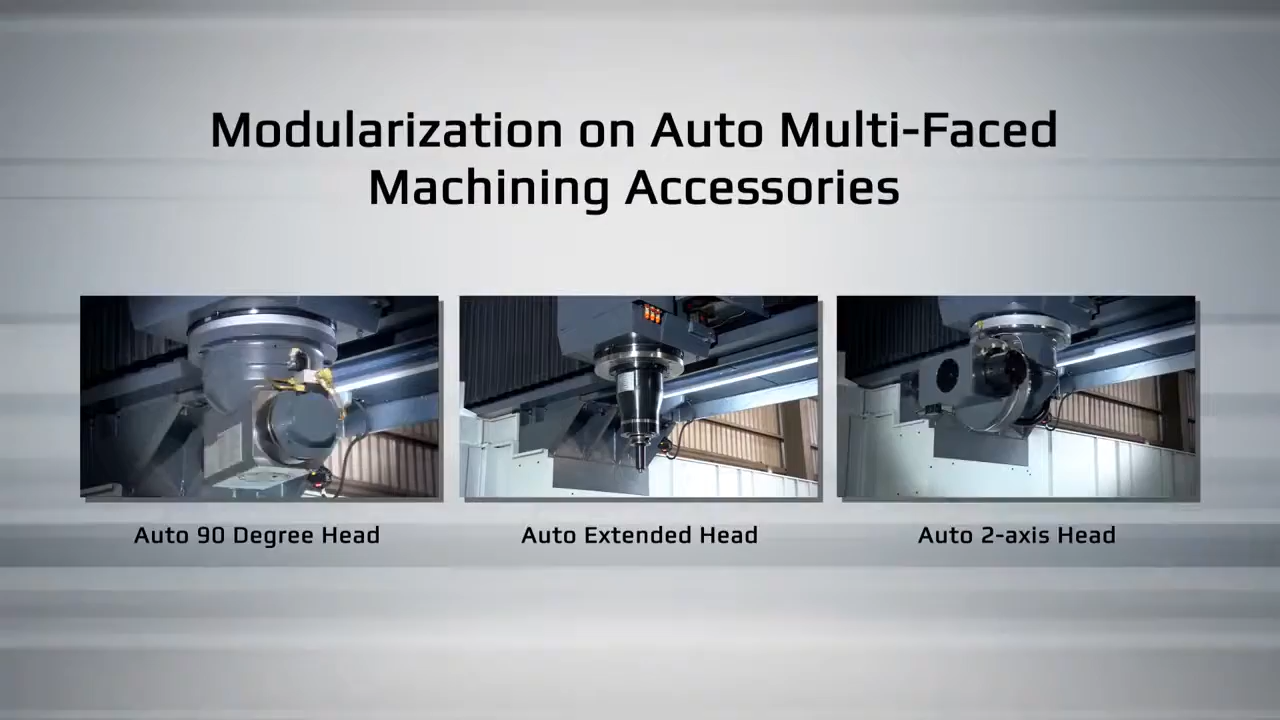 Modularization on Auto Multi-Faced
Machining Accessories
Auto 90 Degree Head
Auto Extended Head
Auto 2-axis Head